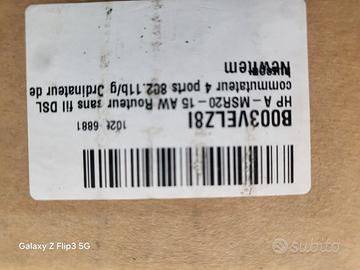 B003VELZ8I
HP A-MSR20-15 AW Routeur sans fil DSL
commutateur 4 ports 802.11b/g Ordinateur de
bureau
NewItem
Galaxy Z Flip3 5G
subito